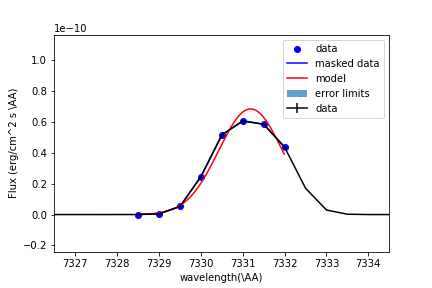 1e−10
1.0
0.8
0.6
0.4
0.2
0.0
−0.2
Flux (erg/cm^2 s \AA)
data
masked data
model
error limits
data
7327 7328 7329 7330 7331 7332 7333 7334
wavelength(\AA)